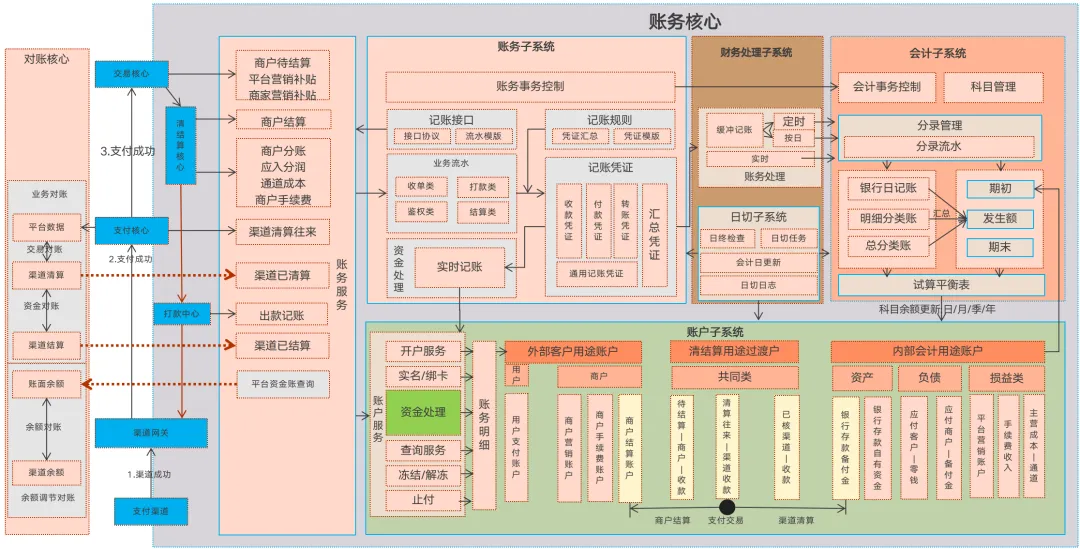 账务核心
对账核心
业务对账
平台数据
交易对账
渠道清算
资金对账
渠道结算
账面余额
余额对账
渠道余额
余额调节对账
交易核心
清结算核心
3.支付成功
支付核心
2.支付成功
打款中心
渠道网关
1.渠道成功
支付渠道
商户待结算
平台营销补贴
商家营销补贴
商户结算
商户分账
应入分润
通道成本
商户手续费
渠道清算往来
渠道已清算
出款记账
渠道已结算
平台资金账查询
账务服务
账务子系统
账务事务控制
记账接口
接口协议
流水模版
记账规则
凭证汇总
凭证模版
业务流水
收单类
打款类
鉴权类
结算类
记账凭证
收款凭证
付款凭证
转账凭证
汇总凭证
通用记账凭证
资金处理
实时记账
财务处理子系统
缓冲记账
定时
按日
实时
账务处理
日切子系统
日终检查
日切任务
会计日更新
日切日志
会计子系统
会计事务控制
科目管理
分录管理
分录流水
银行日记账
明细分类账
总分类账
汇总
期初
发生额
期末
试算平衡表
科目余额更新 日/月/季/年
账户子系统
账户服务
开户服务
实名/绑卡
资金处理
查询服务
冻结/解冻
止付
账务明细
外部客户用途账户
用户
商户
用户支付账户
商户营销账户
商户手续费账户
商户结算账户
清结算用途过渡户
共同类
待结算—商户—收款
清算往来—渠道收款
已核渠道—收款
内部会计用途账户
资产
负债
损益类
银行存款备付金
银行存款自有资金
应付客户—零钱
应付商户—备付金
平台营销账户
手续费收入
主营成本—通道
商户结算
支付交易
渠道清算